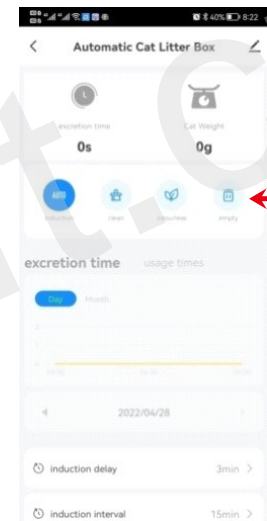 40% 8:22
Automatic Cat Litter Box
excretion time Cat Weight
0s 0g
induction clean empty
excretion time usage times
Day Month
2022/04/28
induction delay 3min
induction interval 15min